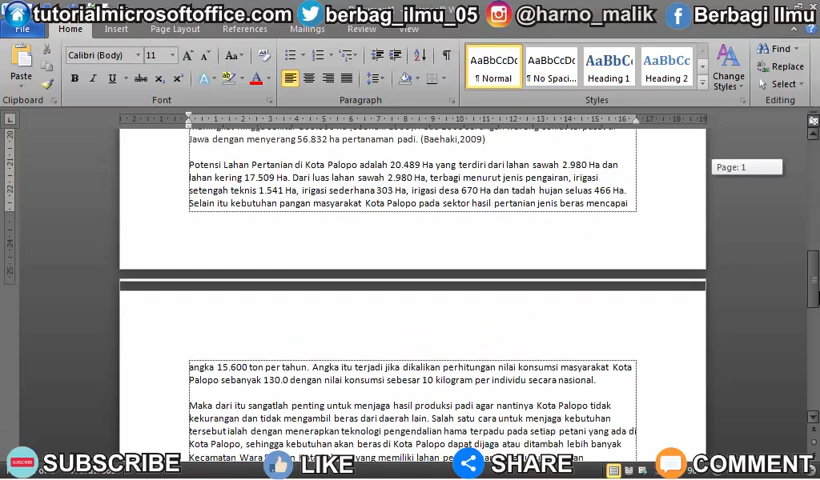 tutorialmicrosoftoffice.com berbag_ilmu_05 @harno_malik Berbagi Ilmu
File Home Insert Page Layout References Mailings Review View
Paste Calibri (Body) 11 Aa AaBbCcDc AaBbCcDc AaBbC AaBbCc Change Styles Find Replace Select
¶ Normal ¶ No Spaci... Heading 1 Heading 2
Clipboard Font Paragraph Styles Editing
Jawa dengan menyerang 56.832 ha pertanaman padi. (Baehaki,2009)
Page: 1
Potensi Lahan Pertanian di Kota Palopo adalah 20.489 Ha yang terdiri dari lahan sawah 2.980 Ha dan
lahan kering 17.509 Ha. Dari luas lahan sawah 2.980 Ha, terbagi menurut jenis pengairan, irigasi
setengah teknis 1.541 Ha, irigasi sederhana 303 Ha, irigasi desa 670 Ha dan tadah hujan seluas 466 Ha.
Selain itu kebutuhan pangan masyarakat Kota Palopo pada sektor hasil pertanian jenis beras mencapai
angka 15.600 ton per tahun. Angka itu terjadi jika dikalikan perhitungan nilai konsumsi masyarakat Kota
Palopo sebanyak 130.0 dengan nilai konsumsi sebesar 10 kilogram per individu secara nasional.
Maka dari itu sangatlah penting untuk menjaga hasil produksi padi agar nantinya Kota Palopo tidak
kekurangan dan tidak mengambil beras dari daerah lain. Salah satu cara untuk menjaga kebutuhan
tersebut ialah dengan menerapkan teknologi pengendalian hama terpadu pada setiap petani yang ada di
Kota Palopo, sehingga kebutuhan akan beras di Kota Palopo dapat dijaga atau ditambah lebih banyak
Kecamatan Wara yang memiliki lahan
SUBSCRIBE LIKE SHARE COMMENT